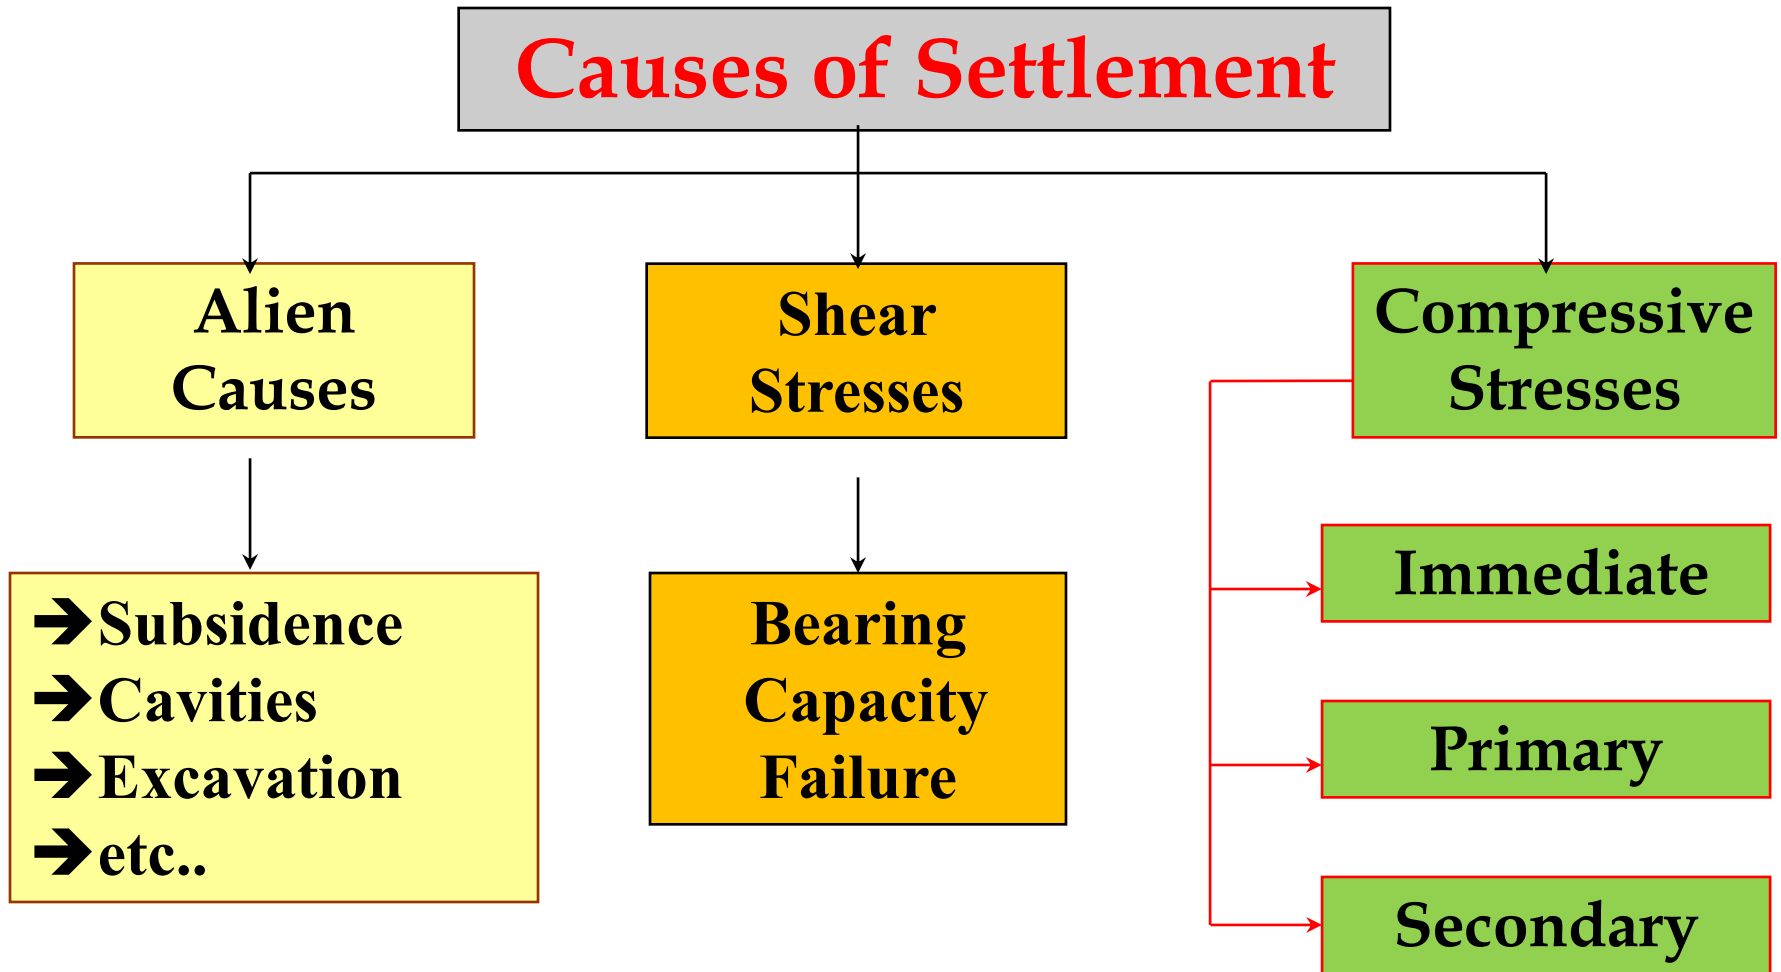 Causes of Settlement
Alien
Causes
Shear
Stresses
Compressive
Stresses
➔Subsidence
➔Cavities
➔Excavation
➔etc..
Bearing
Capacity
Failure
Immediate
Primary
Secondary